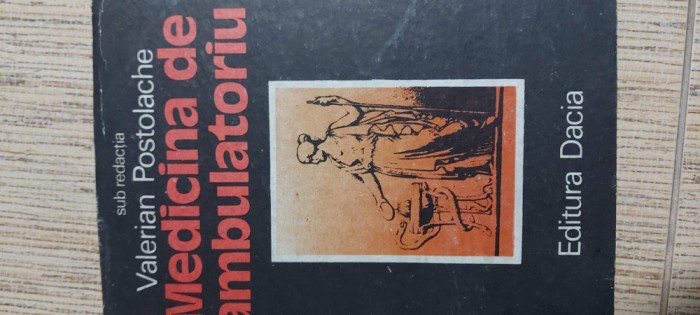 sub redacția
Valerian Postolache
Medicina de
ambulatoriu
Editura Dacia